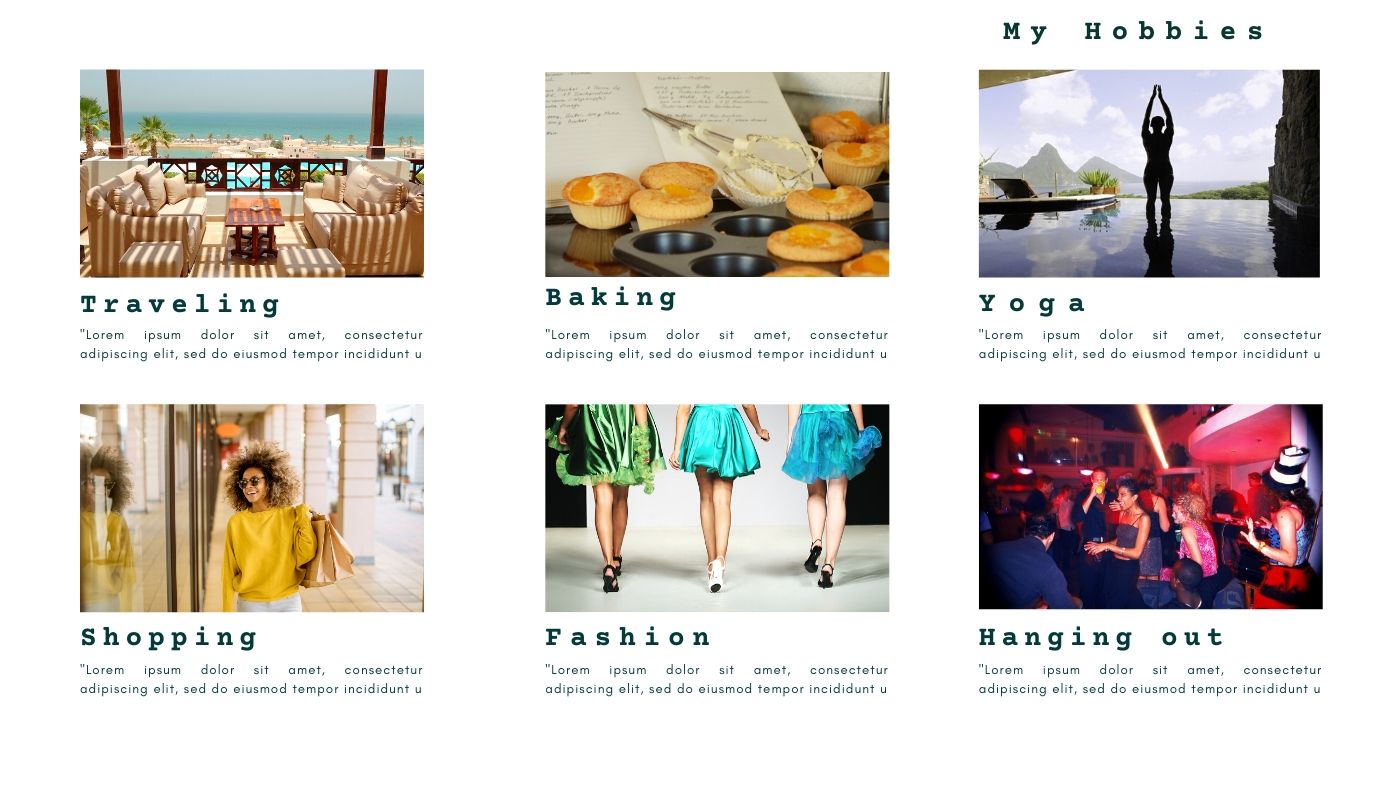 My Hobbies
Traveling
"Lorem ipsum dolor sit amet, consectetur
adipiscing elit, sed do eiusmod tempor incididunt u
Baking
"Lorem ipsum dolor sit amet, consectetur
adipiscing elit, sed do eiusmod tempor incididunt u
Yoga
"Lorem ipsum dolor sit amet, consectetur
adipiscing elit, sed do eiusmod tempor incididunt u
Shopping
"Lorem ipsum dolor sit amet, consectetur
adipiscing elit, sed do eiusmod tempor incididunt u
Fashion
"Lorem ipsum dolor sit amet, consectetur
adipiscing elit, sed do eiusmod tempor incididunt u
Hanging out
"Lorem ipsum dolor sit amet, consectetur
adipiscing elit, sed do eiusmod tempor incididunt u